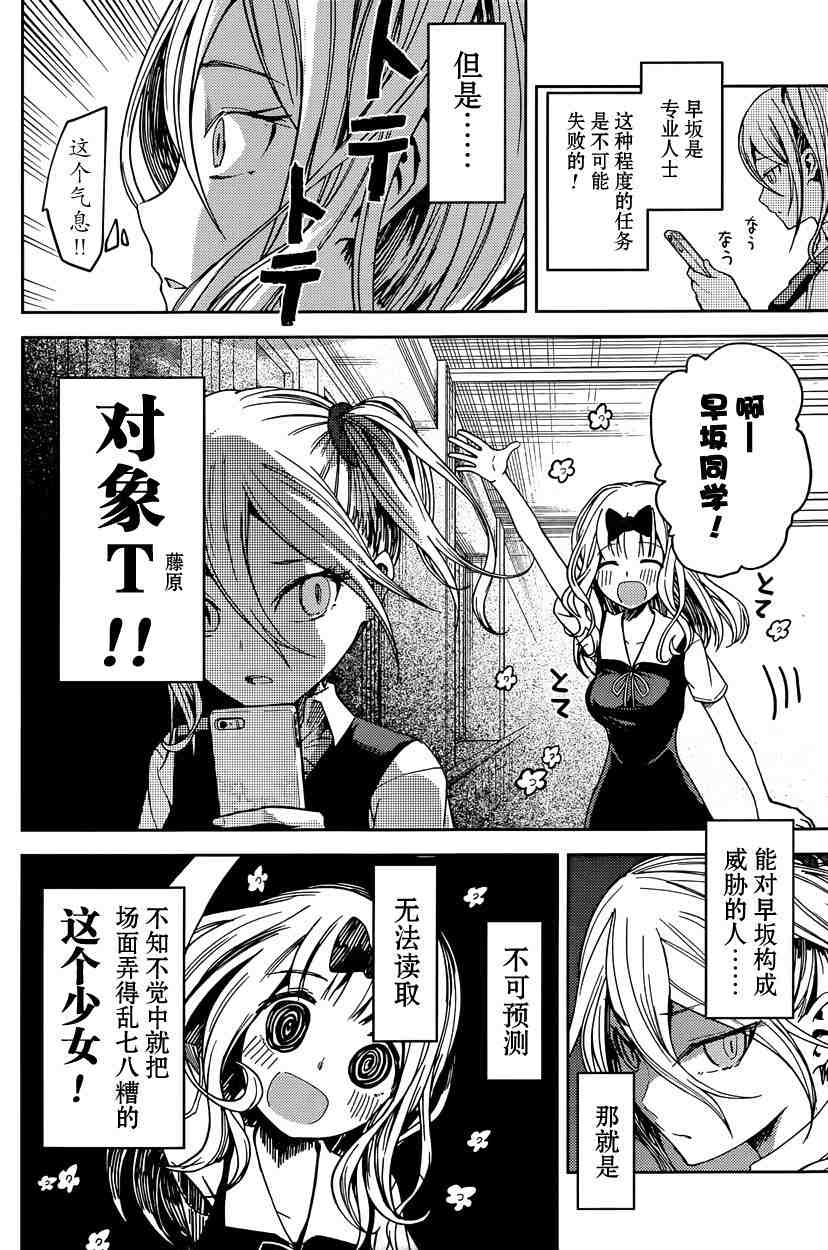 早坂是
专业人士
这种程度的任务
是不可能
失败的！
なう
なう
但是……
トテ
トテ
这个气息！！
啊—
早坂同学！
とて
とて
对象T！！
藤原
能对早坂构成
威胁的人……
那就是
不可预测
无法读取
不知不觉中就把
场面弄得乱七八糟的
这个少女！